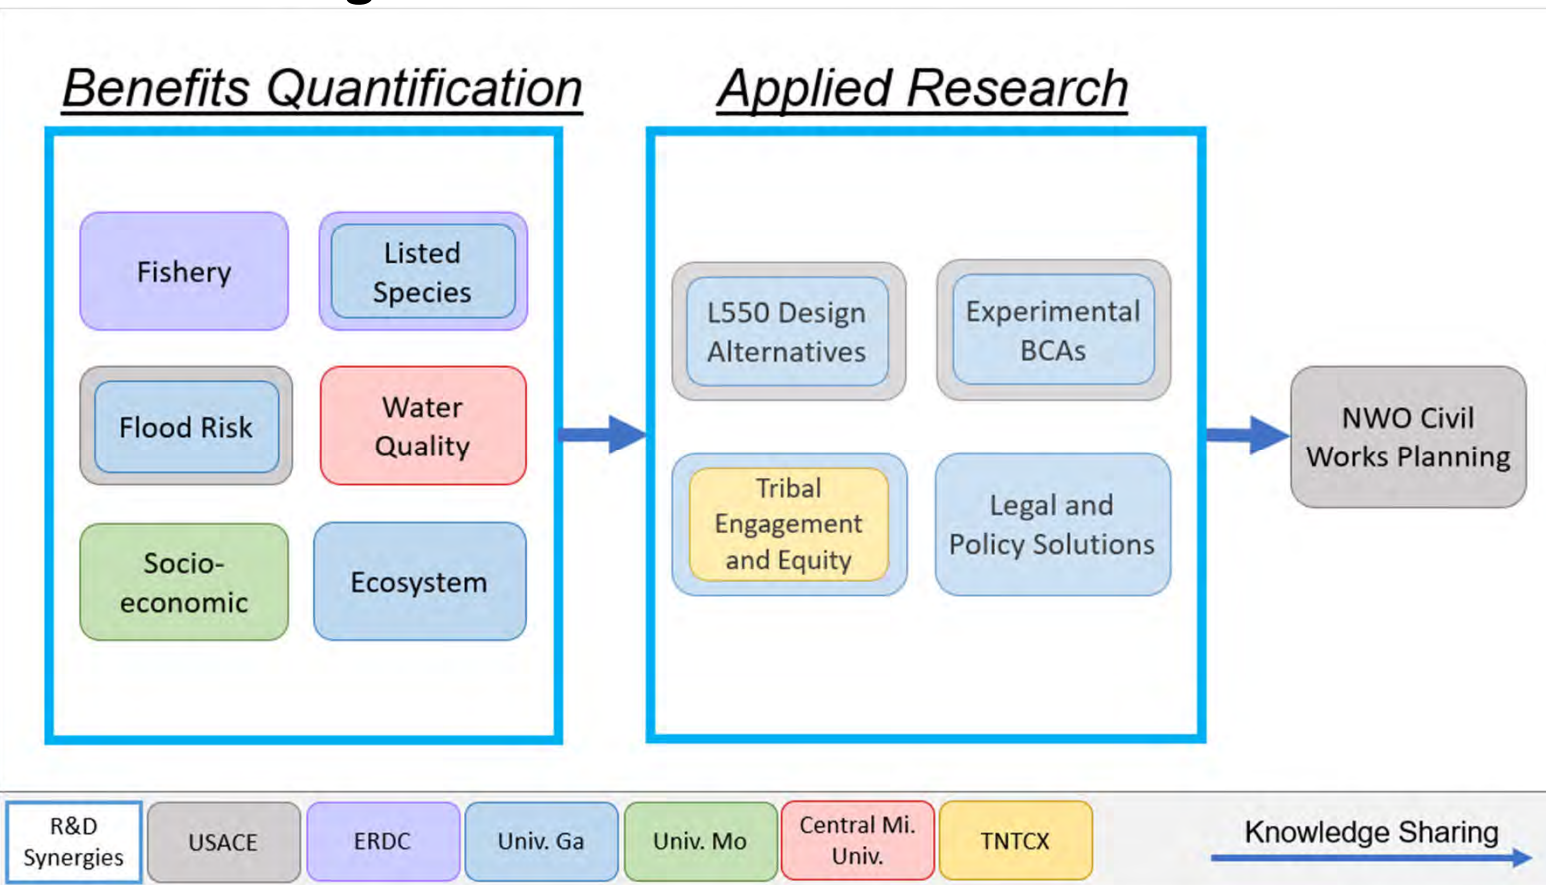 Benefits Quantification
Applied Research
Fishery
Listed
Species
Flood Risk
Water
Quality
Socio-
economic
Ecosystem
L550 Design
Alternatives
Experimental
BCAs
Tribal
Engagement
and Equity
Legal and
Policy Solutions
NWO Civil
Works Planning
R&D
Synergies
USACE
ERDC
Univ. Ga
Univ. Mo
Central Mi.
Univ.
TNTCX
Knowledge Sharing